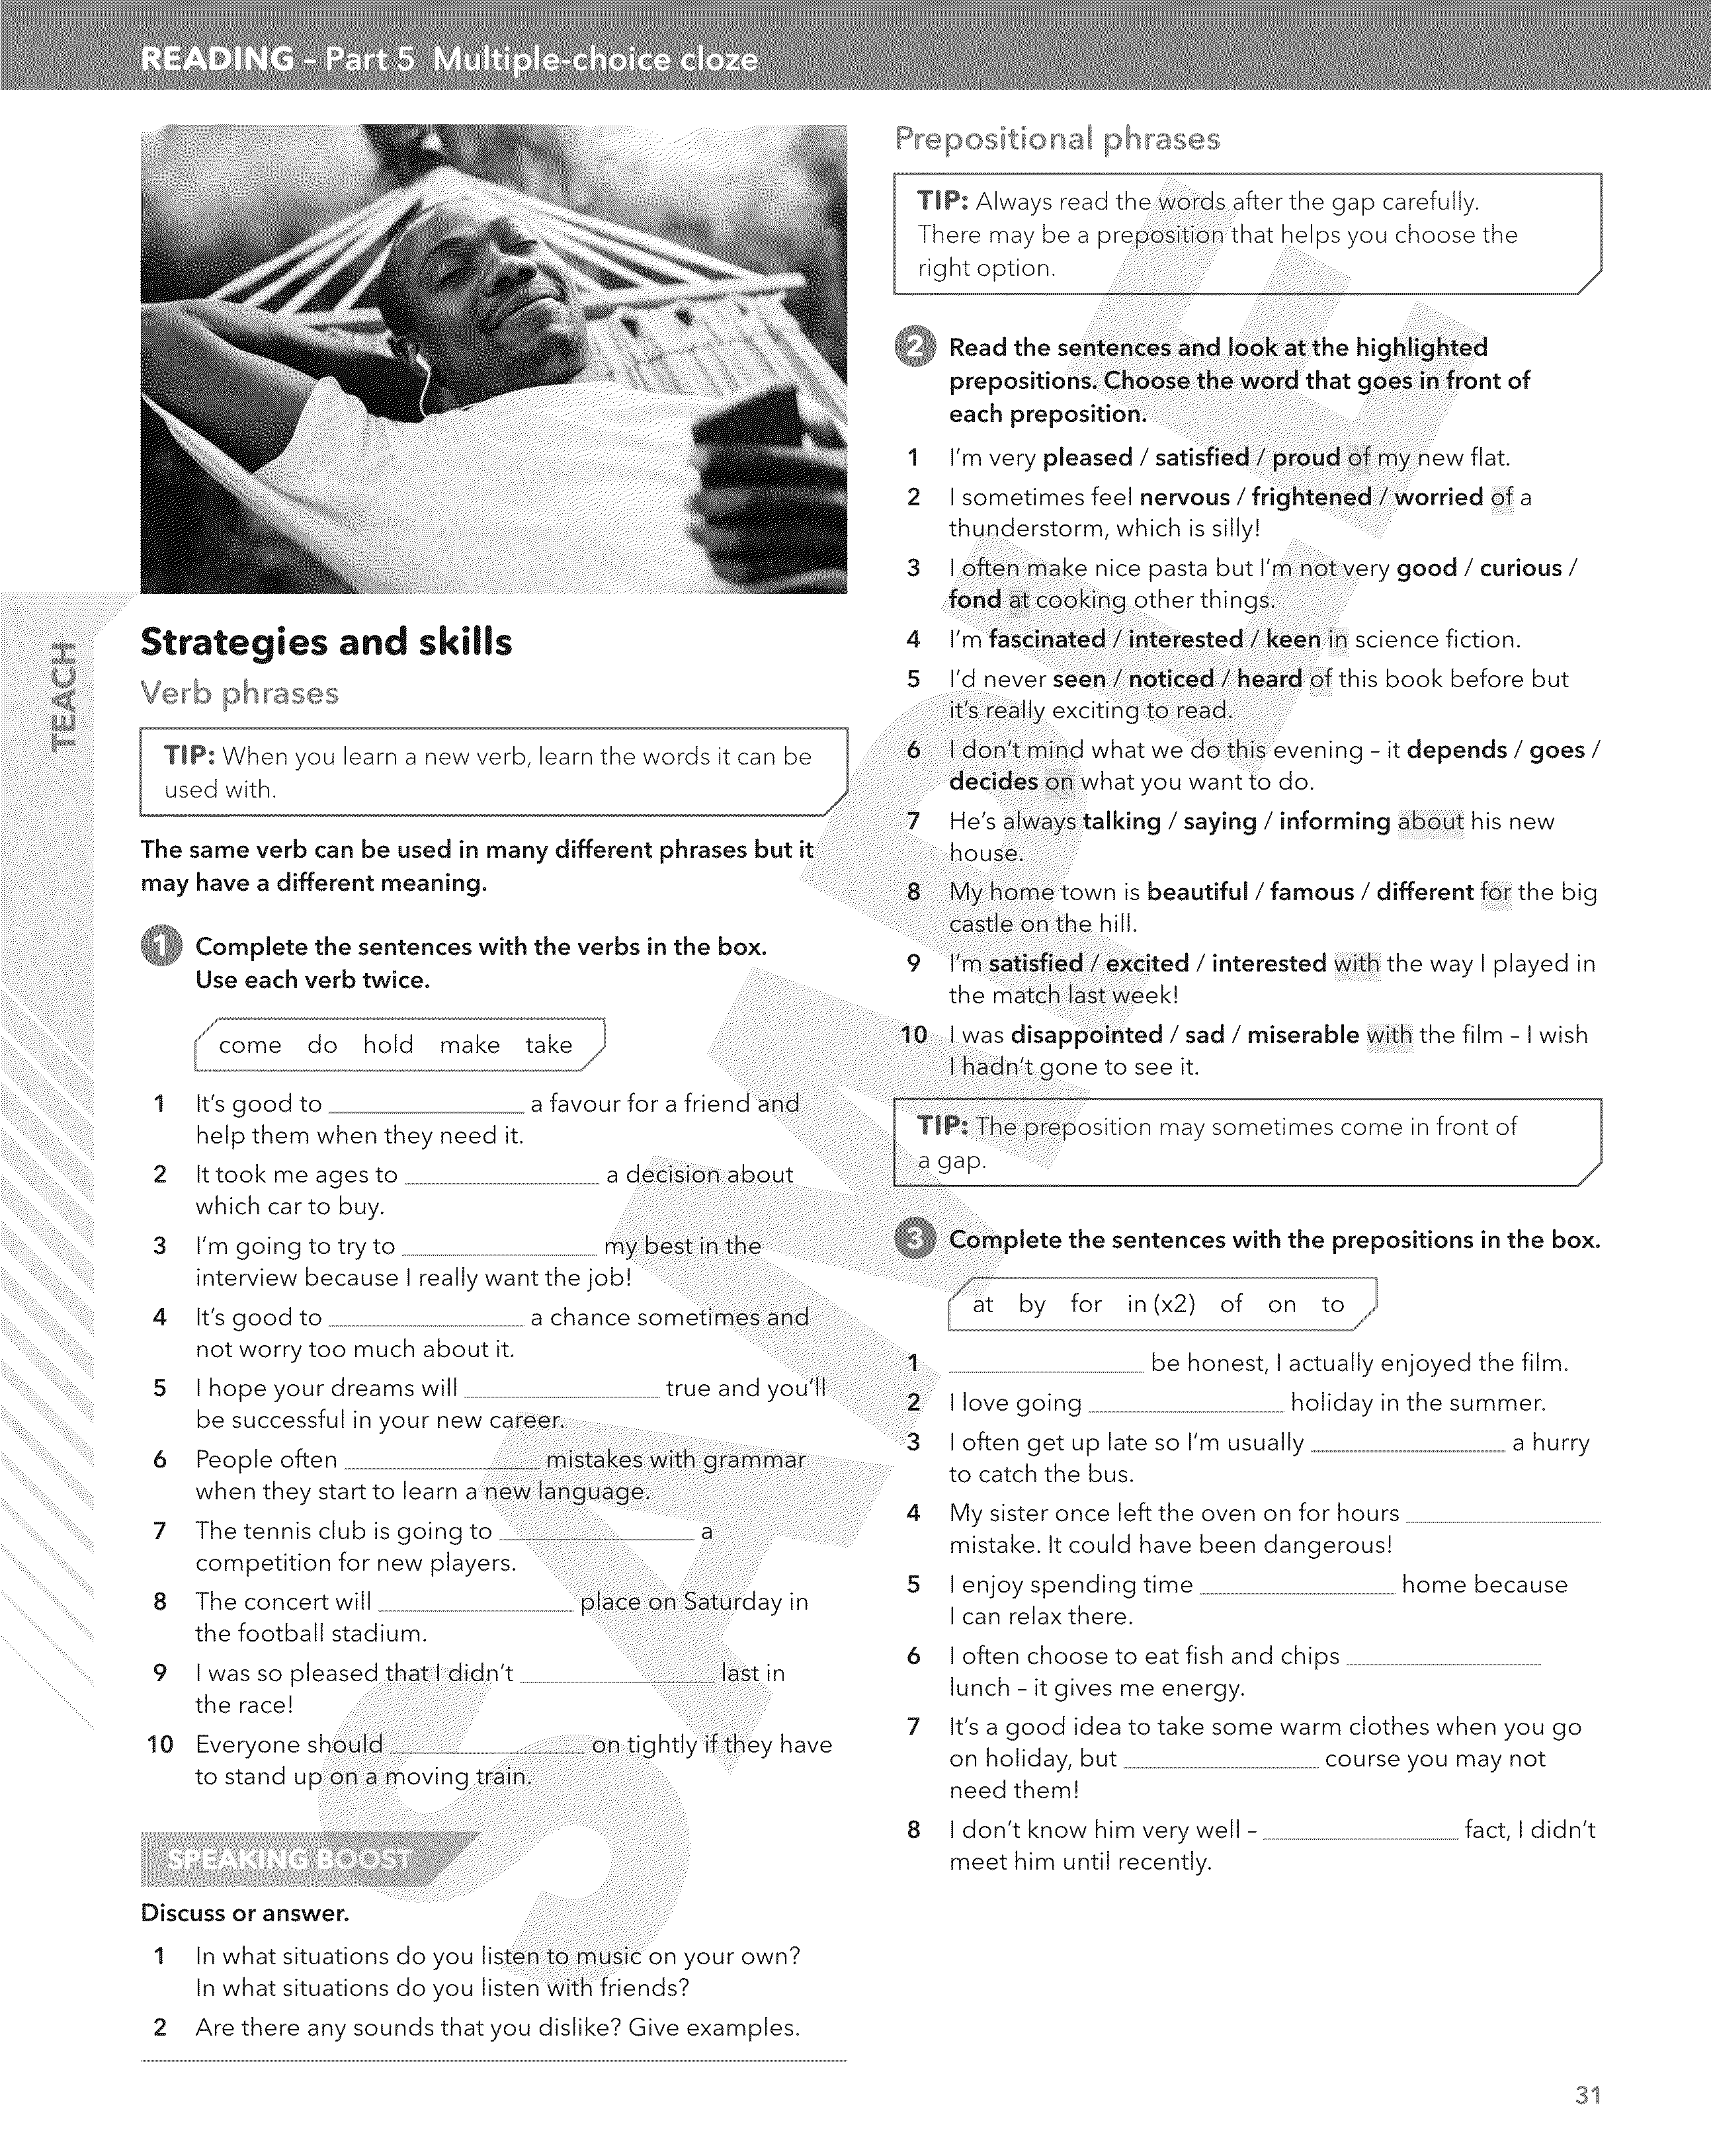 READING – Part 5 Multiple-choice cloze
TEACH
Strategies and skills
Verb phrases
TIP: When you learn a new verb, learn the words it can be
used with.
The same verb can be used in many different phrases but it
may have a different meaning.
1 Complete the sentences with the verbs in the box.
Use each verb twice.
come do hold make take
1 It's good to ____ a favour for a friend and
help them when they need it.
2 It took me ages to ____ a decision about
which car to buy.
3 I'm going to try to ____ my best in the
interview because I really want the job!
4 It's good to ____ a chance sometimes and
not worry too much about it.
5 I hope your dreams will ____ true and you'll
be successful in your new career.
6 People often ____ mistakes with grammar
when they start to learn a new language.
7 The tennis club is going to ____ a
competition for new players.
8 The concert will ____ place on Saturday in
the football stadium.
9 I was so pleased that I didn't ____ last in
the race!
10 Everyone should ____ on tightly if they have
to stand up on a moving train.
SPEAKING BOOST
Discuss or answer.
1 In what situations do you listen to music on your own?
In what situations do you listen with friends?
2 Are there any sounds that you dislike? Give examples.
Prepositional phrases
TIP: Always read the words after the gap carefully.
There may be a preposition that helps you choose the
right option.
2 Read the sentences and look at the highlighted
prepositions. Choose the word that goes in front of
each preposition.
1 I'm very pleased / satisfied / proud of my new flat.
2 I sometimes feel nervous / frightened / worried of a
thunderstorm, which is silly!
3 I often make nice pasta but I'm not very good / curious /
fond at cooking other things.
4 I'm fascinated / interested / keen in science fiction.
5 I'd never seen / noticed / heard of this book before but
it's really exciting to read.
6 I don't mind what we do this evening – it depends / goes /
decides on what you want to do.
7 He's always talking / saying / informing about his new
house.
8 My home town is beautiful / famous / different for the big
castle on the hill.
9 I'm satisfied / excited / interested with the way I played in
the match last week!
10 I was disappointed / sad / miserable with the film – I wish
I hadn't gone to see it.
TIP: The preposition may sometimes come in front of
a gap.
3 Complete the sentences with the prepositions in the box.
at by for in (x2) of on to
1 ____ be honest, I actually enjoyed the film.
2 I love going ____ holiday in the summer.
3 I often get up late so I'm usually ____ a hurry
to catch the bus.
4 My sister once left the oven on for hours ____
mistake. It could have been dangerous!
5 I enjoy spending time ____ home because
I can relax there.
6 I often choose to eat fish and chips ____
lunch – it gives me energy.
7 It's a good idea to take some warm clothes when you go
on holiday, but ____ course you may not
need them!
8 I don't know him very well – ____ fact, I didn't
meet him until recently.
31
SAMPLE